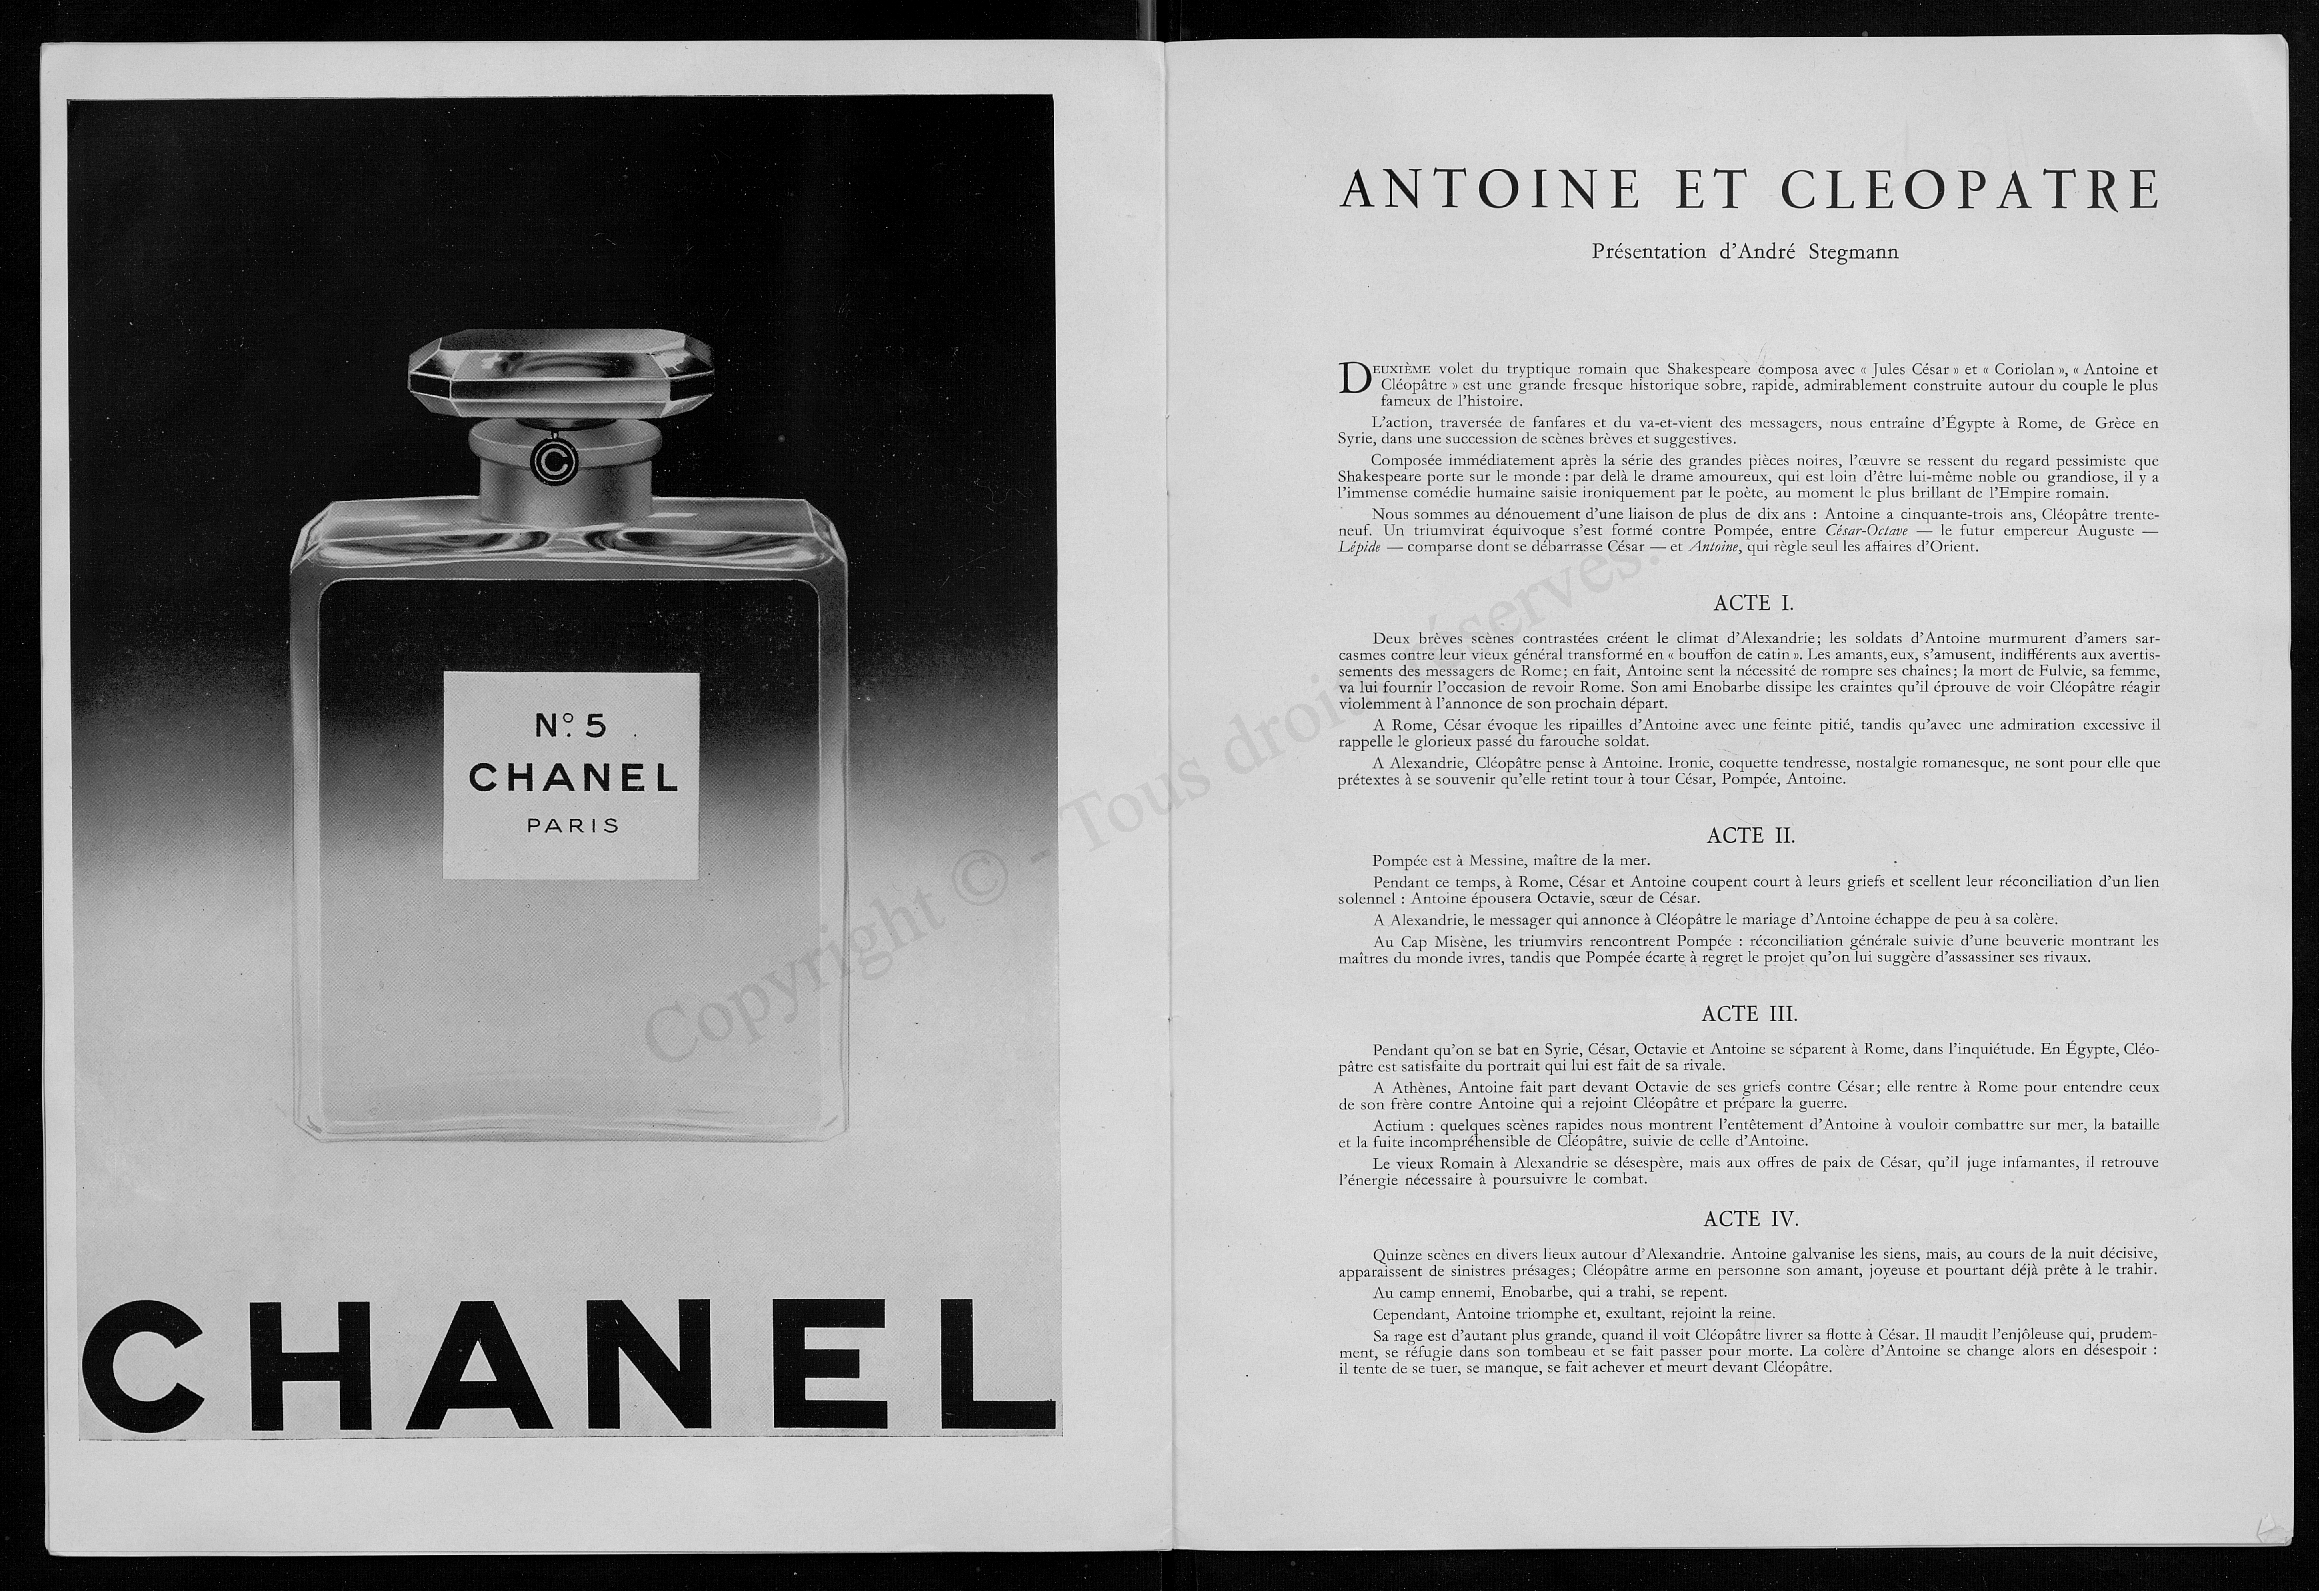 C
N° 5
CHANEL
PARIS
CHANEL
ANTOINE ET CLEOPATRE
Présentation d'André Stegmann
DEUXIÈME volet du tryptique romain que Shakespeare composa avec « Jules César » et « Coriolan », « Antoine et
Cléopâtre » est une grande fresque historique sobre, rapide, admirablement construite autour du couple le plus
fameux de l'histoire.
L'action, traversée de fanfares et du va-et-vient des messagers, nous entraîne d'Égypte à Rome, de Grèce en
Syrie, dans une succession de scènes brèves et suggestives.
Composée immédiatement après la série des grandes pièces noires, l'œuvre se ressent du regard pessimiste que
Shakespeare porte sur le monde : par delà le drame amoureux, qui est loin d'être lui-même noble ou grandiose, il y a
l'immense comédie humaine saisie ironiquement par le poète, au moment le plus brillant de l'Empire romain.
Nous sommes au dénouement d'une liaison de plus de dix ans : Antoine a cinquante-trois ans, Cléopâtre trente-
neuf. Un triumvirat équivoque s'est formé contre Pompée, entre César-Octave — le futur empereur Auguste —
Lépide — comparse dont se débarrasse César — et Antoine, qui règle seul les affaires d'Orient.
ACTE I.
Deux brèves scènes contrastées créent le climat d'Alexandrie; les soldats d'Antoine murmurent d'amers sar-
casmes contre leur vieux général transformé en « bouffon de catin ». Les amants, eux, s'amusent, indifférents aux avertis-
sements des messagers de Rome; en fait, Antoine sent la nécessité de rompre ses chaînes; la mort de Fulvie, sa femme,
va lui fournir l'occasion de revoir Rome. Son ami Enobarbe dissipe les craintes qu'il éprouve de voir Cléopâtre réagir
violemment à l'annonce de son prochain départ.
A Rome, César évoque les ripailles d'Antoine avec une feinte pitié, tandis qu'avec une admiration excessive il
rappelle le glorieux passé du farouche soldat.
A Alexandrie, Cléopâtre pense à Antoine. Ironie, coquette tendresse, nostalgie romanesque, ne sont pour elle que
prétextes à se souvenir qu'elle retint tour à tour César, Pompée, Antoine.
ACTE II.
Pompée est à Messine, maître de la mer.
Pendant ce temps, à Rome, César et Antoine coupent court à leurs griefs et scellent leur réconciliation d'un lien
solennel : Antoine épousera Octavie, sœur de César.
A Alexandrie, le messager qui annonce à Cléopâtre le mariage d'Antoine échappe de peu à sa colère.
Au Cap Misène, les triumvirs rencontrent Pompée : réconciliation générale suivie d'une beuverie montrant les
maîtres du monde ivres, tandis que Pompée écarte à regret le projet qu'on lui suggère d'assassiner ses rivaux.
ACTE III.
Pendant qu'on se bat en Syrie, César, Octavie et Antoine se séparent à Rome, dans l'inquiétude. En Égypte, Cléo-
pâtre est satisfaite du portrait qui lui est fait de sa rivale.
A Athènes, Antoine fait part devant Octavie de ses griefs contre César; elle rentre à Rome pour entendre ceux
de son frère contre Antoine qui a rejoint Cléopâtre et prépare la guerre.
Actium : quelques scènes rapides nous montrent l'entêtement d'Antoine à vouloir combattre sur mer, la bataille
et la fuite incompréhensible de Cléopâtre, suivie de celle d'Antoine.
Le vieux Romain à Alexandrie se désespère, mais aux offres de paix de César, qu'il juge infamantes, il retrouve
l'énergie nécessaire à poursuivre le combat.
ACTE IV.
Quinze scènes en divers lieux autour d'Alexandrie. Antoine galvanise les siens, mais, au cours de la nuit décisive,
apparaissent de sinistres présages; Cléopâtre arme en personne son amant, joyeuse et pourtant déjà prête à le trahir.
Au camp ennemi, Enobarbe, qui a trahi, se repent.
Cependant, Antoine triomphe et, exultant, rejoint la reine.
Sa rage est d'autant plus grande, quand il voit Cléopâtre livrer sa flotte à César. Il maudit l'enjôleuse qui, prudem-
ment, se réfugie dans son tombeau et se fait passer pour morte. La colère d'Antoine se change alors en désespoir :
il tente de se tuer, se manque, se fait achever et meurt devant Cléopâtre.
Copyright © - Tous droits réservés.